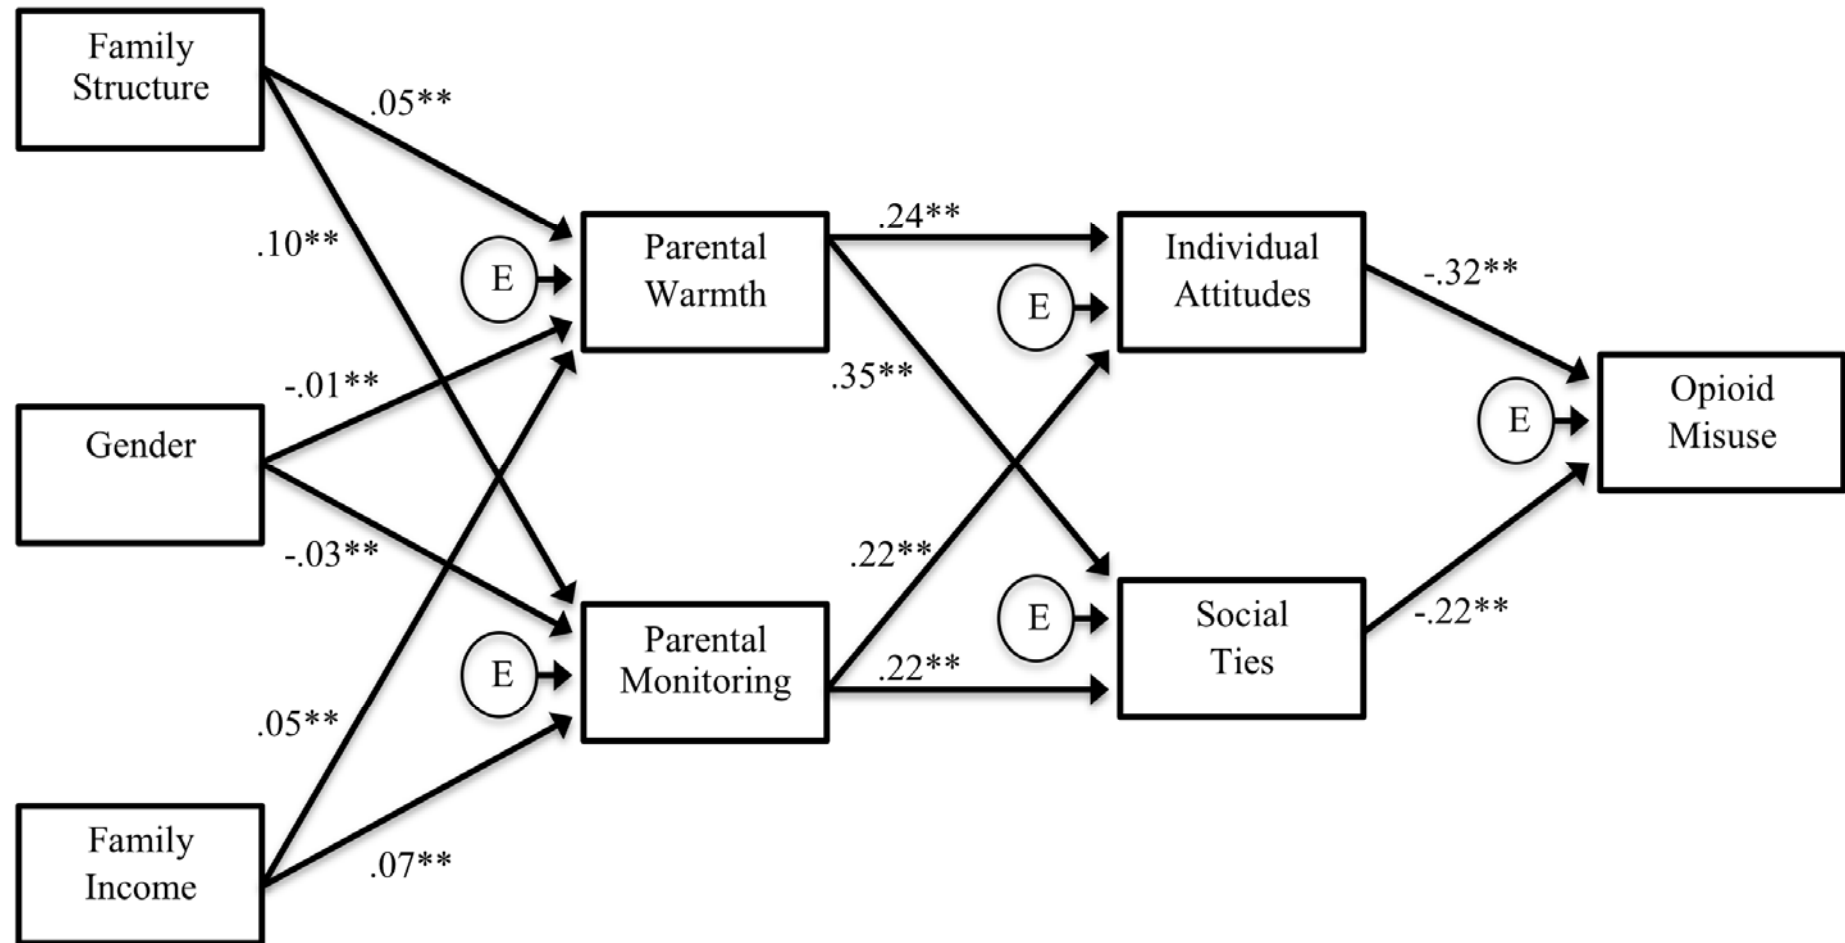 Family
Structure
.05**
.10**
Gender
-.01**
-.03**
Family
Income
.05**
.07**
E
Parental
Warmth
E
Parental
Monitoring
.24**
.35**
.22**
.22**
E
Individual
Attitudes
E
Social
Ties
-.32**
-.22**
E
Opioid
Misuse